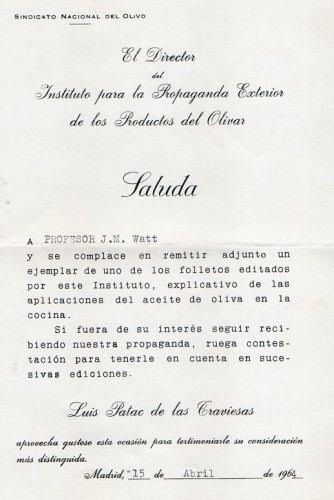 SINDICATO NACIONAL DEL OLIVO
El Director
del
Instituto para la Propaganda Exterior
de los Productos del Olivar
Saluda
A PROFESOR J.M. Watt
y se complace en remitir adjunto un
ejemplar de uno de los folletos editados
por este Instituto, explicativo de las
aplicaciones del aceite de oliva en la
cocina.
Si fuera de su interés seguir reci-
biendo nuestra propaganda, ruega contes-
tación para tenerle en cuenta en suce-
sivas ediciones.
Luis Patac de las Traviesas
aprovecha gustoso esta ocasión para testimoniarle su consideración
más distinguida.
Madrid, 15 de Abril de 1964